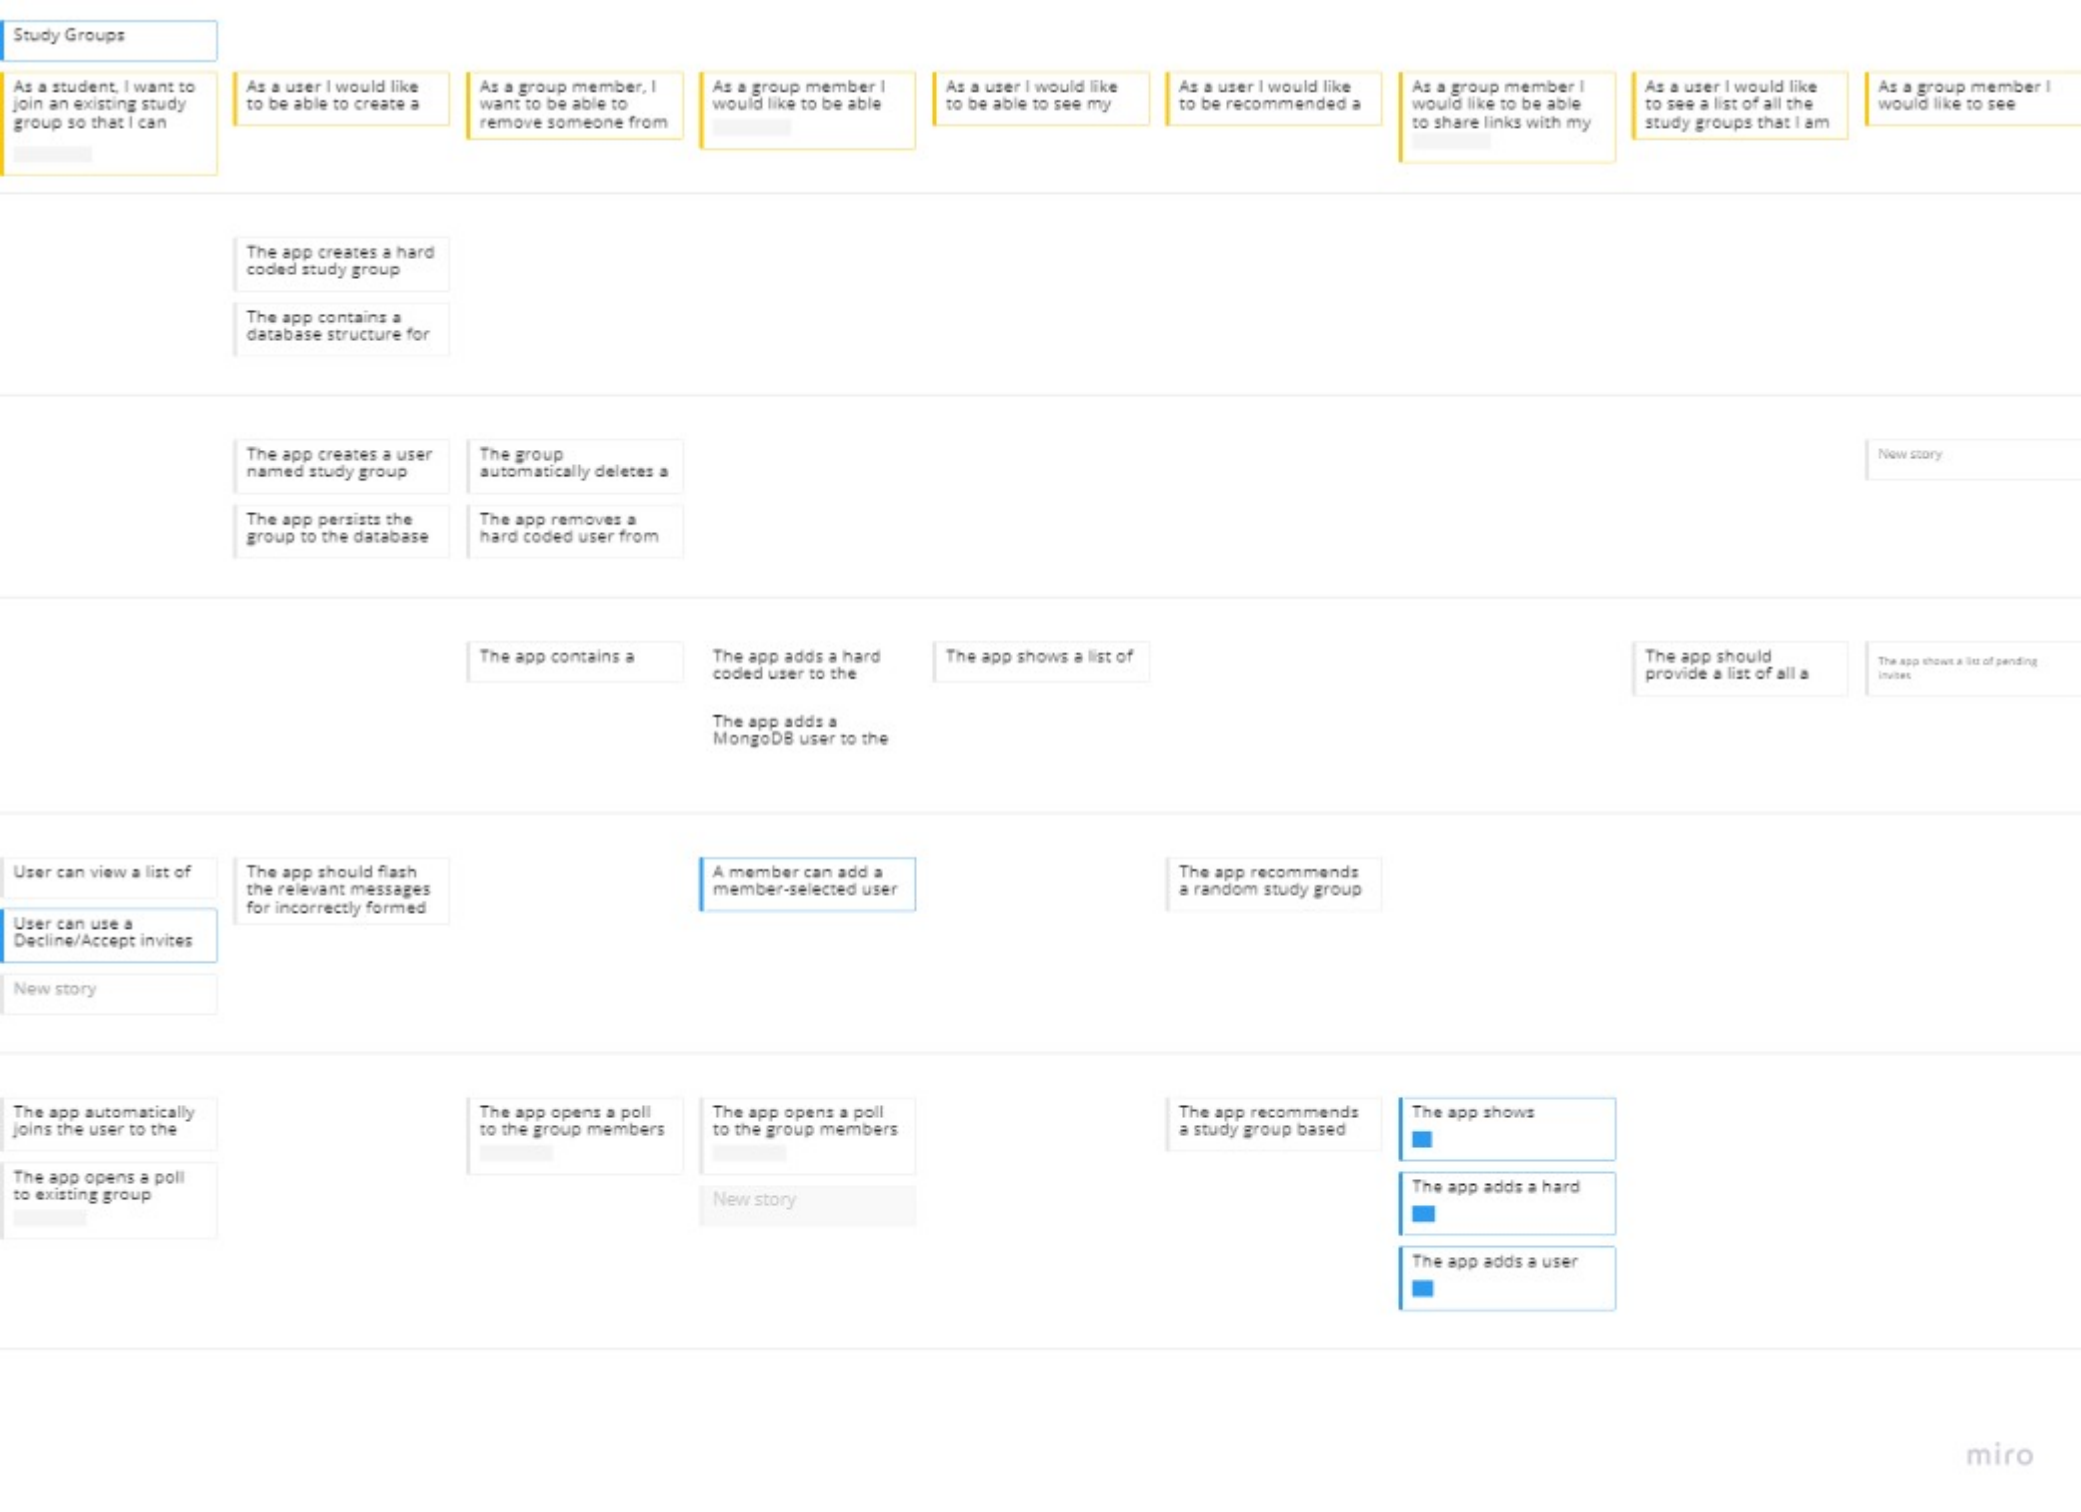 Study Groups
As a student, I want to
join an existing study
group so that I can
As a user I would like
to be able to create a
As a group member, I
want to be able to
remove someone from
As a group member I
would like to be able
As a user I would like
to be able to see my
As a user I would like
to be recommended a
As a group member I
would like to be able
to share links with my
As a user I would like
to see a list of all the
study groups that I am
As a group member I
would like to see
The app creates a hard
coded study group
The app contains a
database structure for
The app creates a user
named study group
The group
automatically deletes a
New story
The app persists the
group to the database
The app removes a
hard coded user from
The app contains a
The app adds a hard
coded user to the
The app shows a list of
The app should
provide a list of all a
The app shows a list of pending
invites
The app adds a
MongoDB user to the
User can view a list of
The app should flash
the relevant messages
for incorrectly formed
A member can add a
member-selected user
The app recommends
a random study group
User can use a
Decline/Accept invites
New story
The app automatically
joins the user to the
The app opens a poll
to the group members
The app opens a poll
to the group members
The app recommends
a study group based
The app shows
The app opens a poll
to existing group
New story
The app adds a hard
The app adds a user
miro